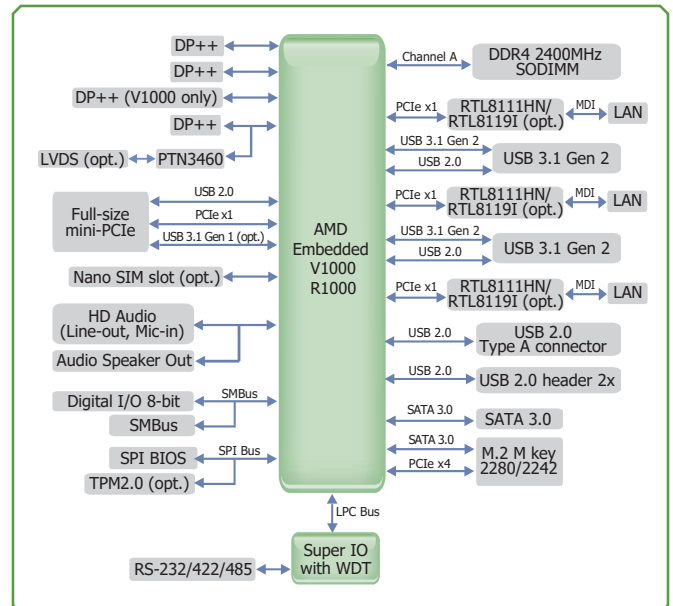 DP++
DP++
DP++ (V1000 only)
DP++
LVDS (opt.)
PTN3460
Full-size
mini-PCIe
USB 2.0
PCIe x1
USB 3.1 Gen 1 (opt.)
Nano SIM slot (opt.)
HD Audio
(Line-out, Mic-in)
Audio Speaker Out
Digital I/O 8-bit
SMBus
SMBus
SPI BIOS
SPI Bus
TPM2.0 (opt.)
AMD
Embedded
V1000
R1000
Channel A
DDR4 2400MHz
SODIMM
PCIe x1
RTL8111HN/
RTL8119I (opt.)
MDI
LAN
USB 3.1 Gen 2
USB 2.0
USB 3.1 Gen 2
PCIe x1
RTL8111HN/
RTL8119I (opt.)
MDI
LAN
USB 3.1 Gen 2
USB 2.0
USB 3.1 Gen 2
PCIe x1
RTL8111HN/
RTL8119I (opt.)
MDI
LAN
USB 2.0
USB 2.0
Type A connector
USB 2.0
USB 2.0 header 2x
SATA 3.0
SATA 3.0
SATA 3.0
PCIe x4
M.2 M key
2280/2242
LPC Bus
Super IO
with WDT
RS-232/422/485